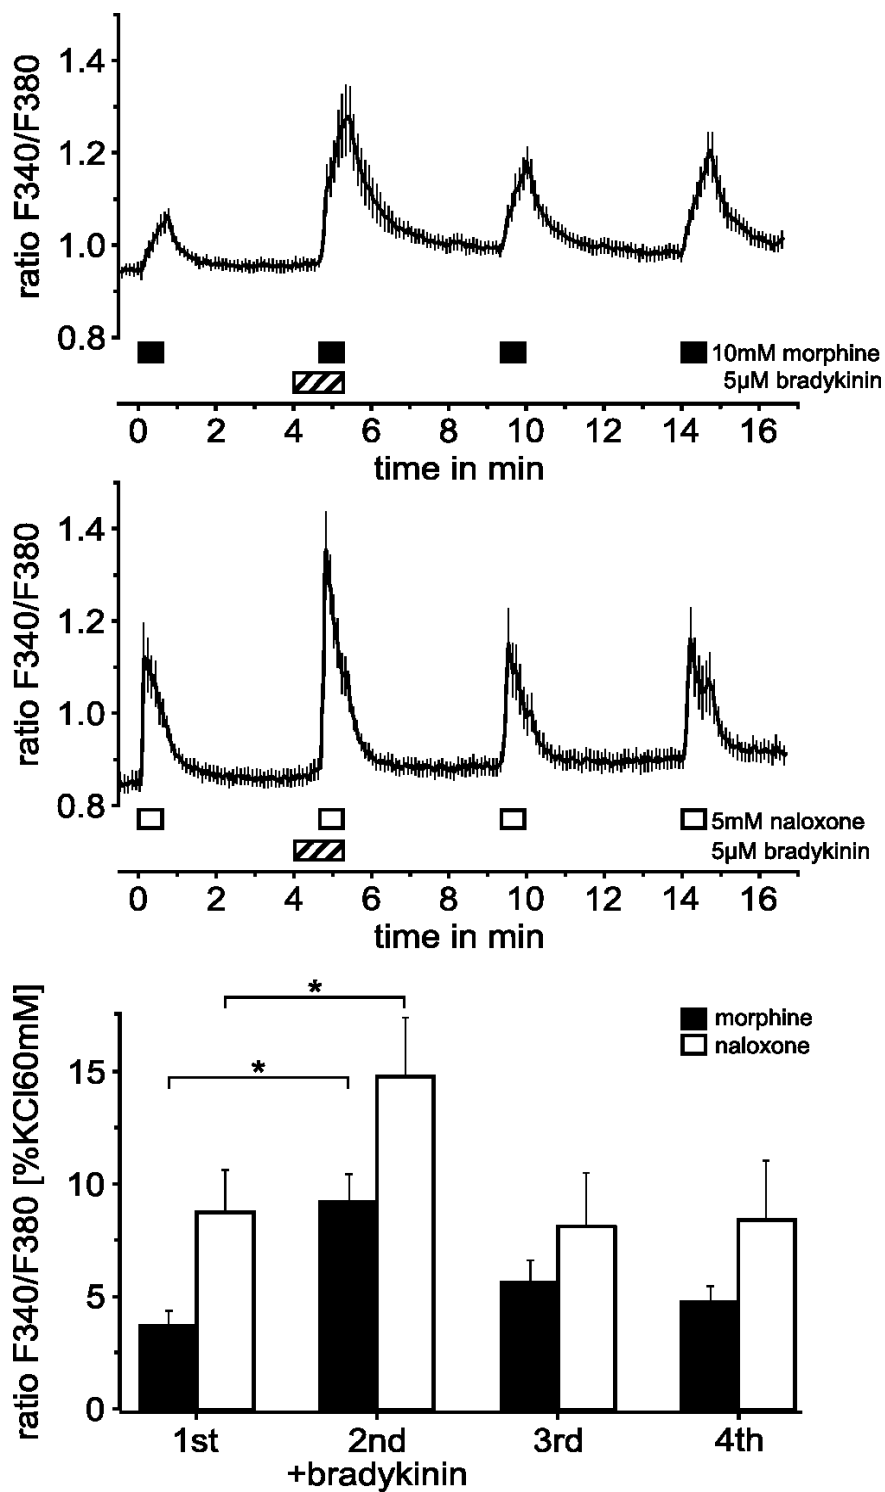 ratio F340/F380
1.4
1.2
1.0
0.8
10mM morphine
5µM bradykinin
0 2 4 6 8 10 12 14 16
time in min
ratio F340/F380
1.4
1.2
1.0
0.8
5mM naloxone
5µM bradykinin
0 2 4 6 8 10 12 14 16
time in min
ratio F340/F380 [%KCl60mM]
* 
*
morphine
naloxone
15
10
5
0
1st 2nd 3rd 4th
+bradykinin